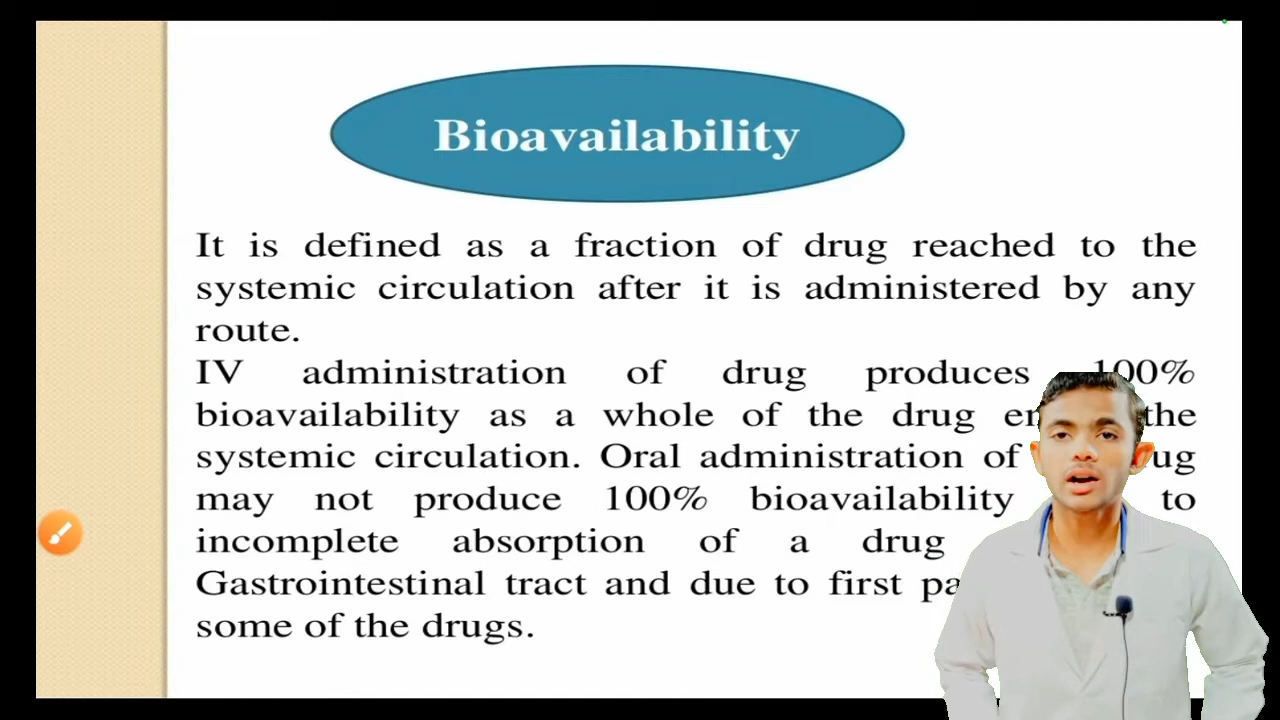 Bioavailability
It is defined as a fraction of drug reached to the
systemic circulation after it is administered by any
route.
IV administration of drug produces 100%
bioavailability as a whole of the drug the
systemic circulation. Oral administration of
may not produce 100% bioavailability to
incomplete absorption of a drug
Gastrointestinal tract and due to first
some of the drugs.